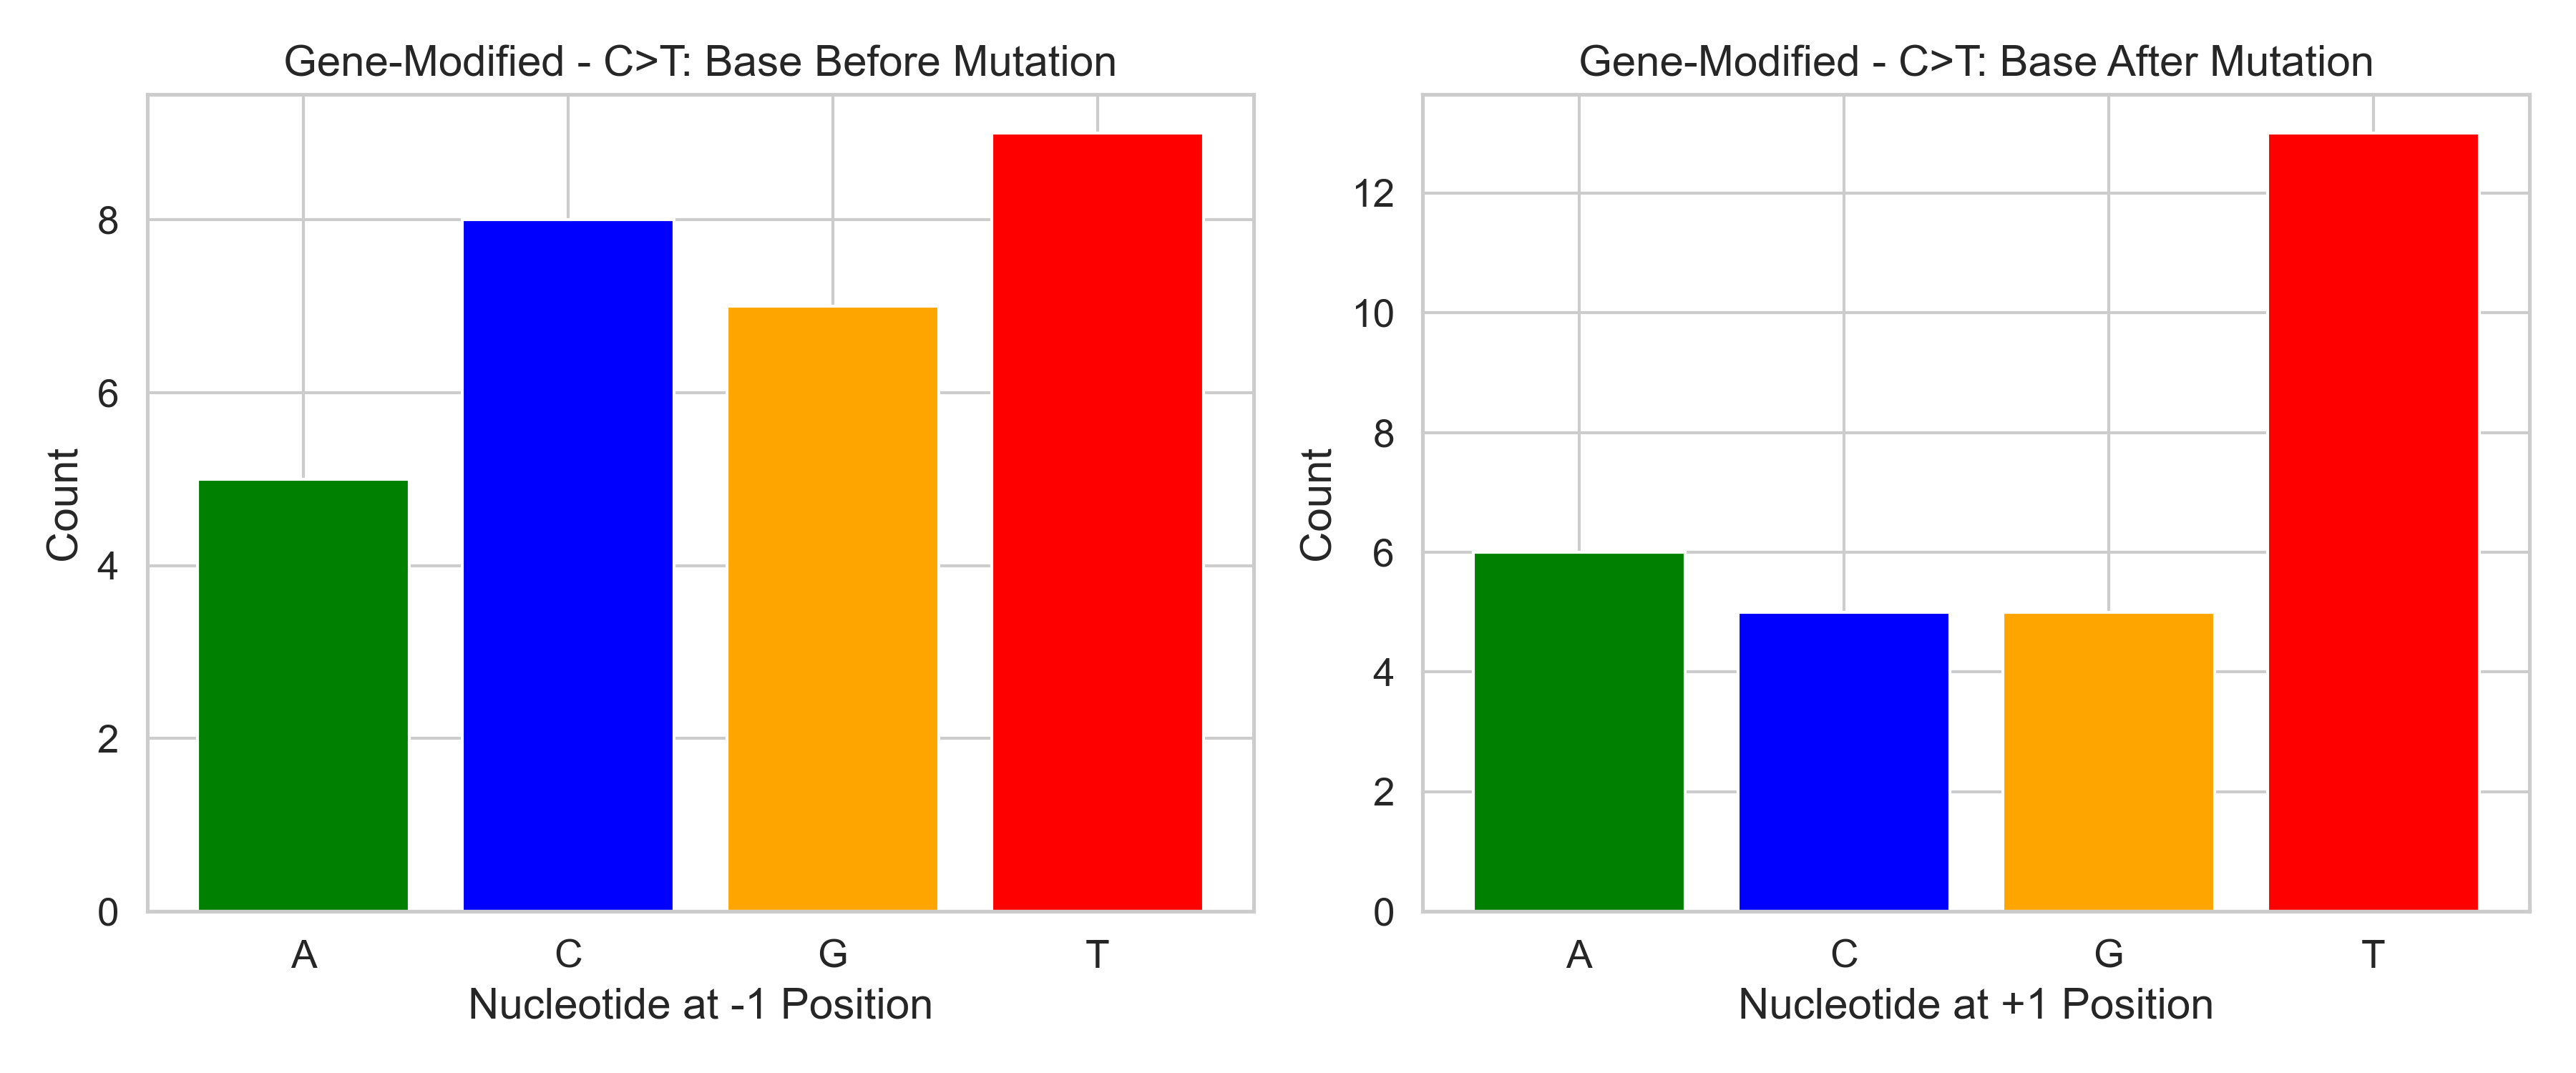 Gene-Modified - C>T: Base Before Mutation
Count
8
6
4
2
0
A C G T
Nucleotide at -1 Position
Gene-Modified - C>T: Base After Mutation
Count
12
10
8
6
4
2
0
A C G T
Nucleotide at +1 Position